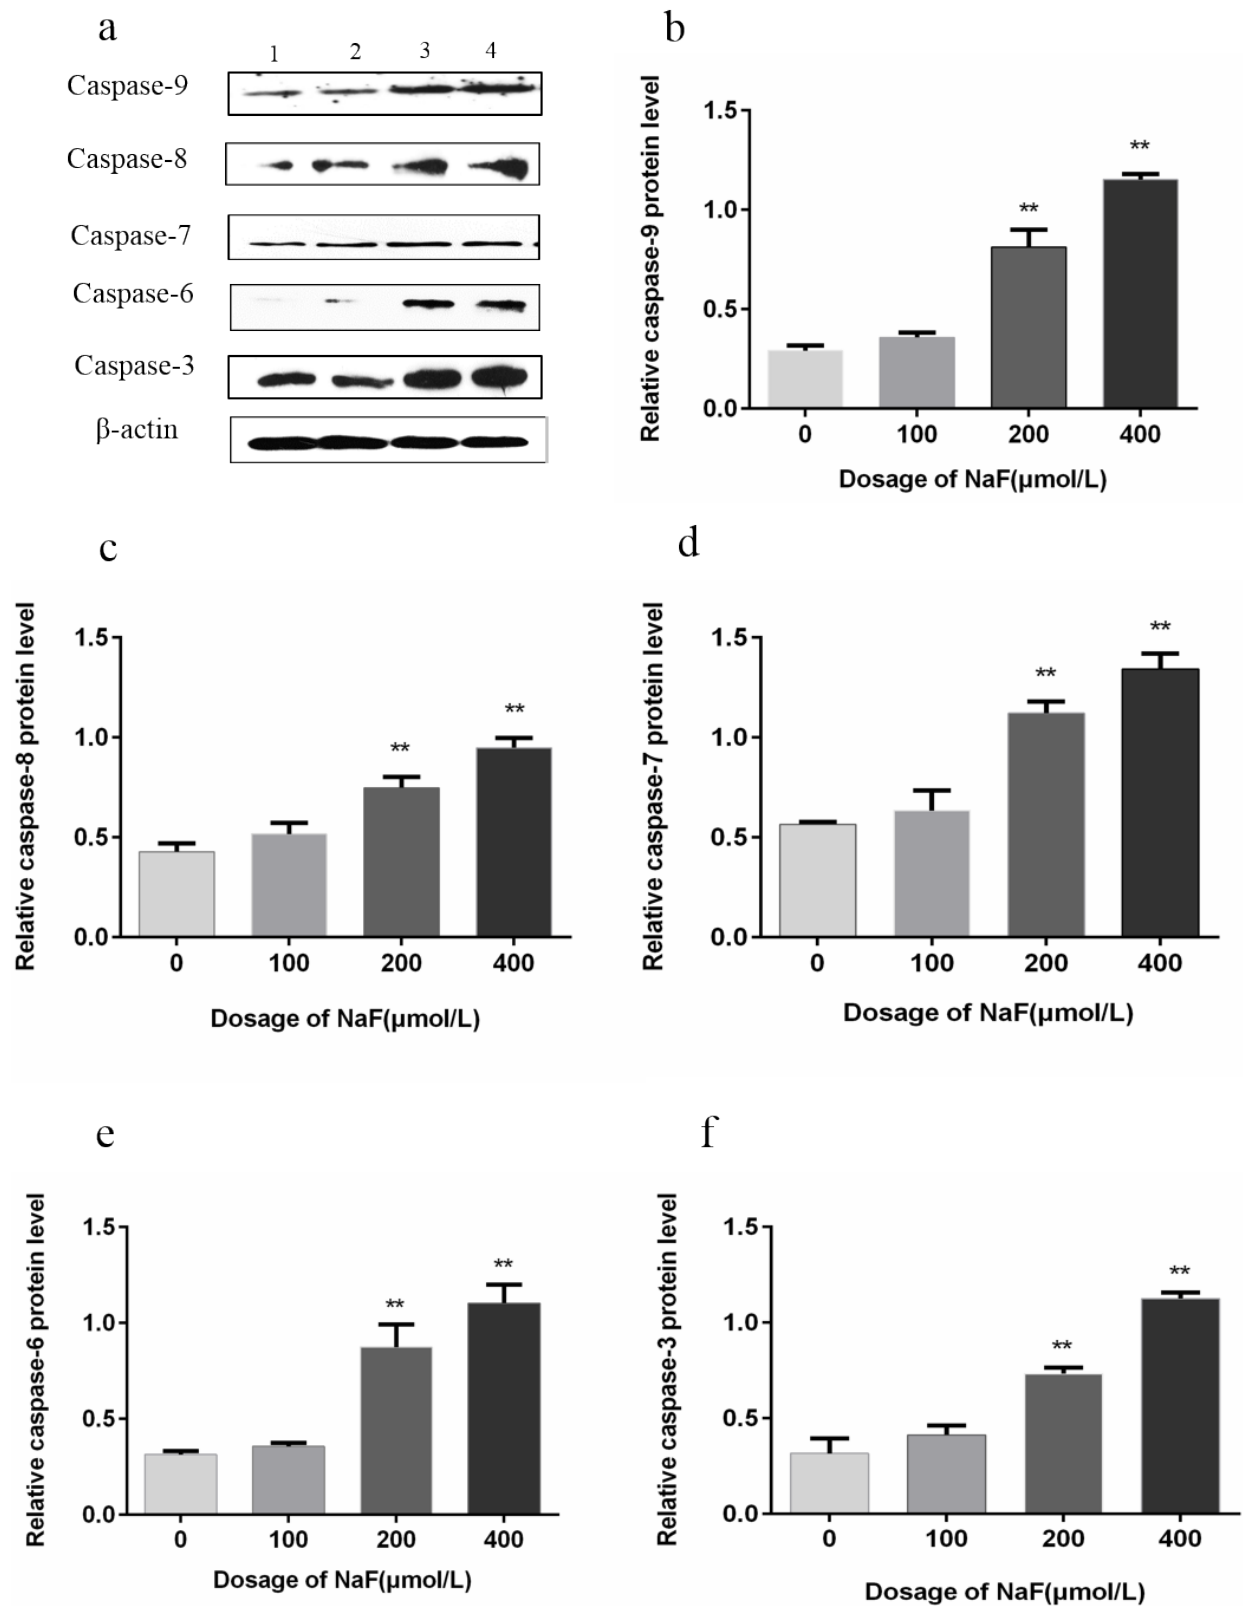 a
1 2 3 4
Caspase-9
Caspase-8
Caspase-7
Caspase-6
Caspase-3
β-actin
b
Relative caspase-9 protein level
1.5
1.0
0.5
0.0
** **
0 100 200 400
Dosage of NaF(μmol/L)
c
Relative caspase-8 protein level
1.5
1.0
0.5
0.0
** **
0 100 200 400
Dosage of NaF(μmol/L)
d
Relative caspase-7 protein level
1.5
1.0
0.5
0.0
** **
0 100 200 400
Dosage of NaF(μmol/L)
e
Relative caspase-6 protein level
1.5
1.0
0.5
0.0
** **
0 100 200 400
Dosage of NaF(μmol/L)
f
Relative caspase-3 protein level
1.5
1.0
0.5
0.0
** **
0 100 200 400
Dosage of NaF(μmol/L)